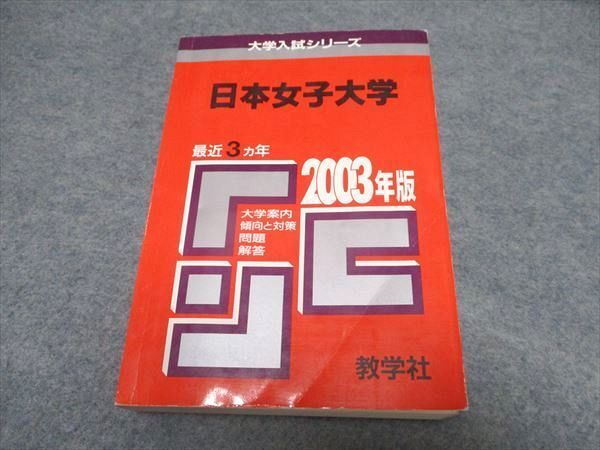 大学入試シリーズ
日本女子大学
最近3ヵ年
2003年版
大学案内
傾向と対策
問題
解答
教学社